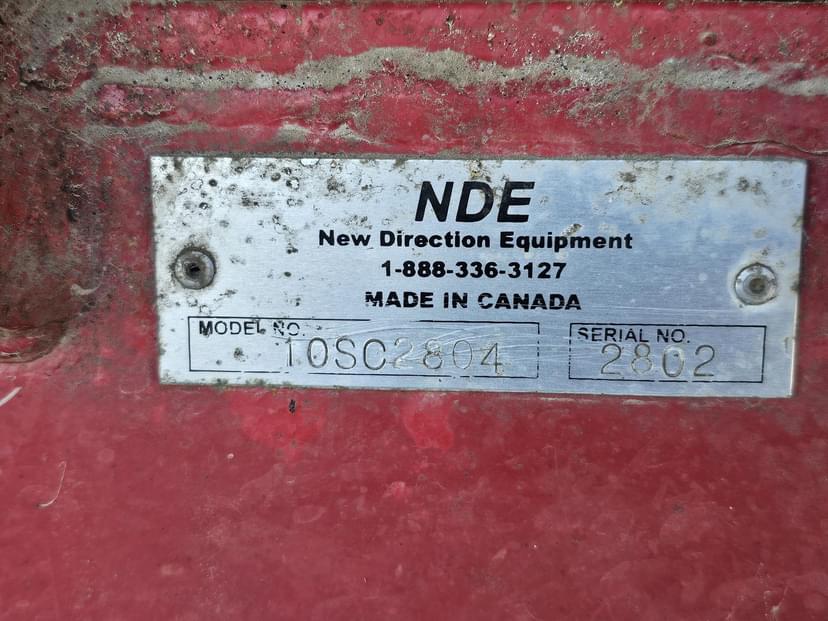 NDE
New Direction Equipment
1-888-336-3127
MADE IN CANADA
MODEL NO.
10SC2804
SERIAL NO.
2802